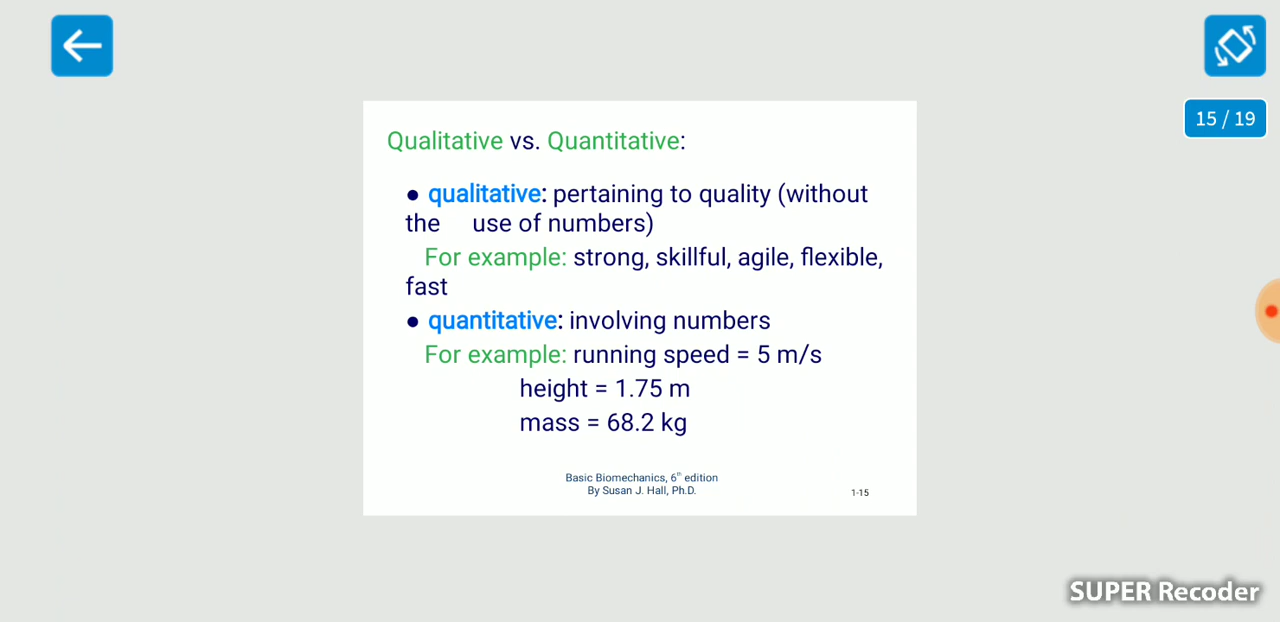 15 / 19
Qualitative vs. Quantitative:
● qualitative: pertaining to quality (without
the use of numbers)
For example: strong, skillful, agile, flexible,
fast
● quantitative: involving numbers
For example: running speed = 5 m/s
height = 1.75 m
mass = 68.2 kg
Basic Biomechanics, 6th edition
By Susan J. Hall, Ph.D.
1-15
SUPER Recoder